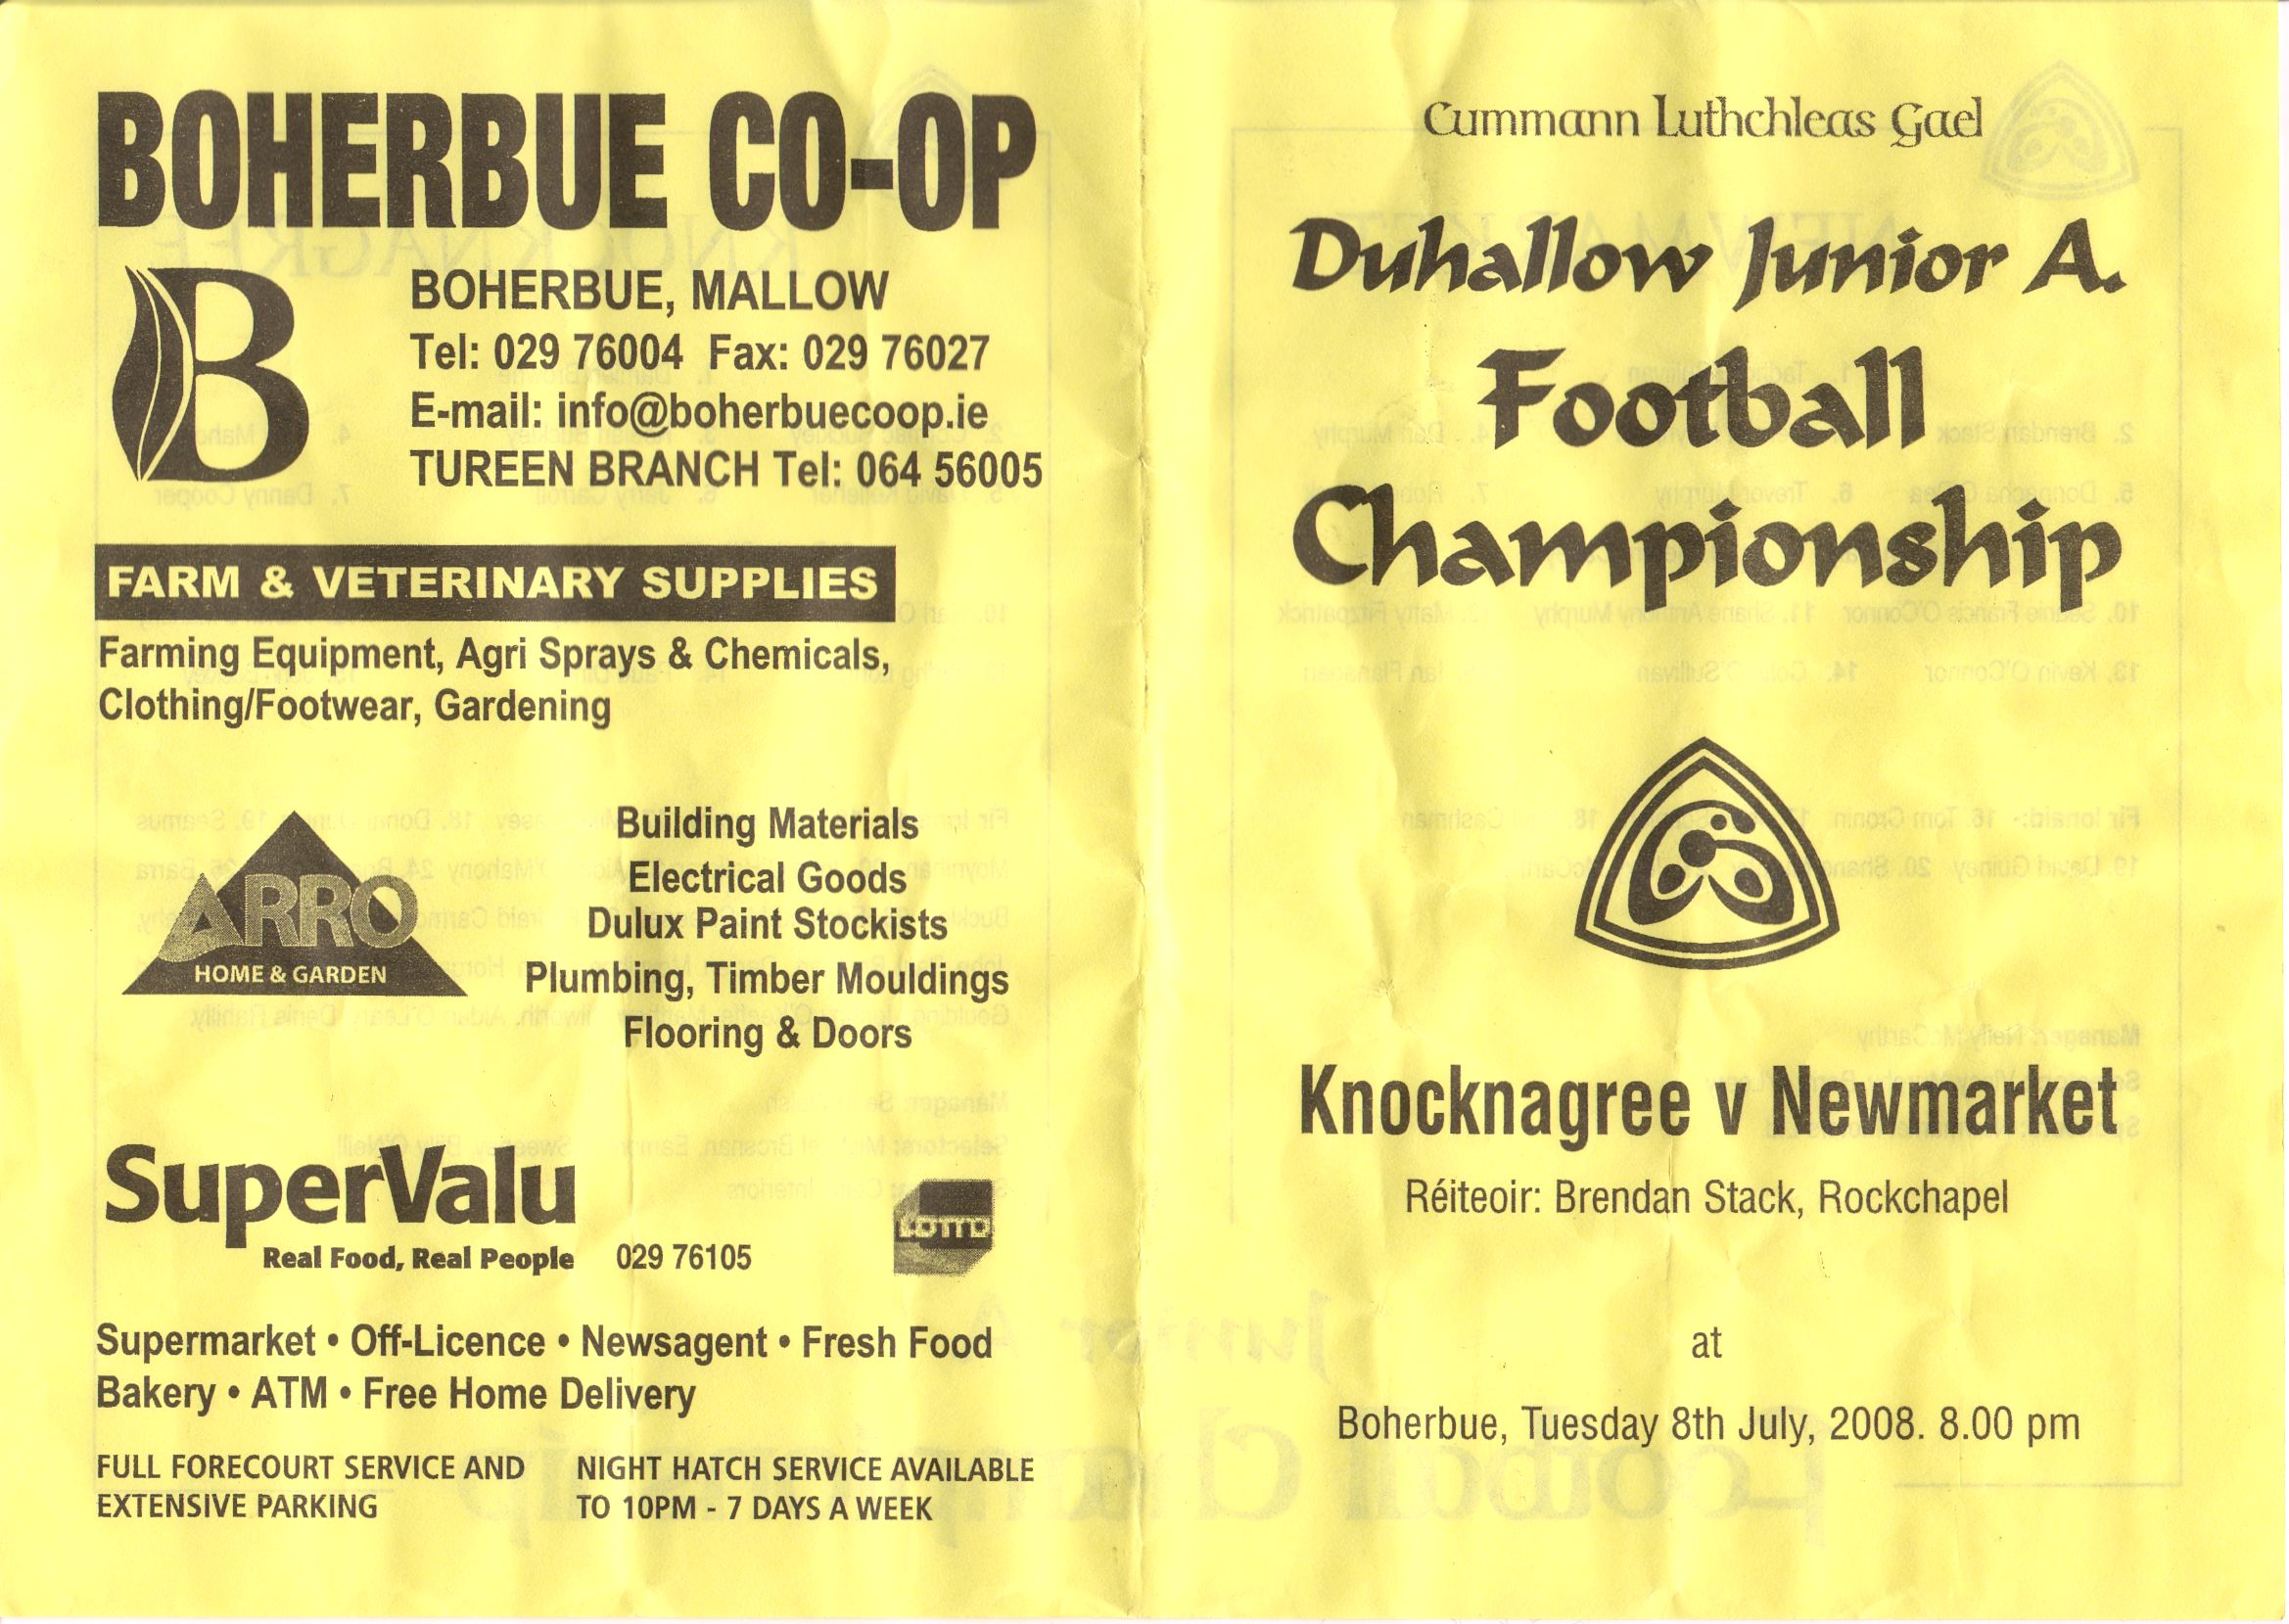 BOHERBUE CO-OP
B
BOHERBUE, MALLOW
Tel: 029 76004 Fax: 029 76027
E-mail: info@boherbuecoop.ie
TUREEN BRANCH Tel: 064 56005
FARM & VETERINARY SUPPLIES
Farming Equipment, Agri Sprays & Chemicals,
Clothing/Footwear, Gardening
ARRO
HOME & GARDEN
Building Materials
Electrical Goods
Dulux Paint Stockists
Plumbing, Timber Mouldings
Flooring & Doors
SuperValu
Real Food, Real People 029 76105
LOTTO
Supermarket • Off-Licence • Newsagent • Fresh Food
Bakery • ATM • Free Home Delivery
FULL FORECOURT SERVICE AND
EXTENSIVE PARKING
NIGHT HATCH SERVICE AVAILABLE
TO 10PM - 7 DAYS A WEEK
Cummann Luthchleas Gael
Duhallow Junior A.
Football
Championship
Knocknagree v Newmarket
Réiteoir: Brendan Stack, Rockchapel
at
Boherbue, Tuesday 8th July, 2008. 8.00 pm